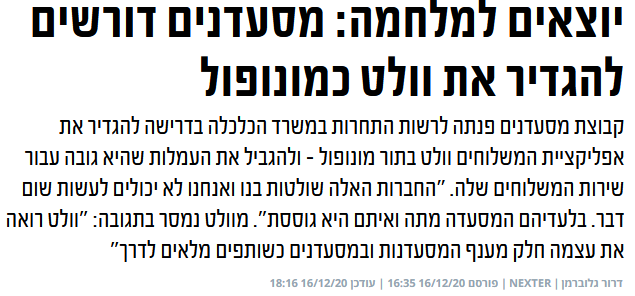 יוצאים למלחמה: מסעדנים דורשים
להגדיר את וולט כמונופול
קבוצת מסעדנים פנתה לרשות התחרות במשרד הכלכלה בדרישה להגדיר את
אפליקציית המשלוחים וולט בתור מונופול - ולהגביל את העמלות שהיא גובה עבור
שירות המשלוחים שלה. "החברות האלה שולטות בנו ואנחנו לא יכולים לעשות שום
דבר. בלעדיהם המסעדה מתה ואיתם היא גוססת". מוולט נמסר בתגובה: "וולט רואה
את עצמה חלק מענף המסעדנות ובמסעדנים כשותפים מלאים לדרך"
דרור גלוברמן | NEXTER | פורסם 16/12/20 16:35 | עודכן 16/12/20 18:16